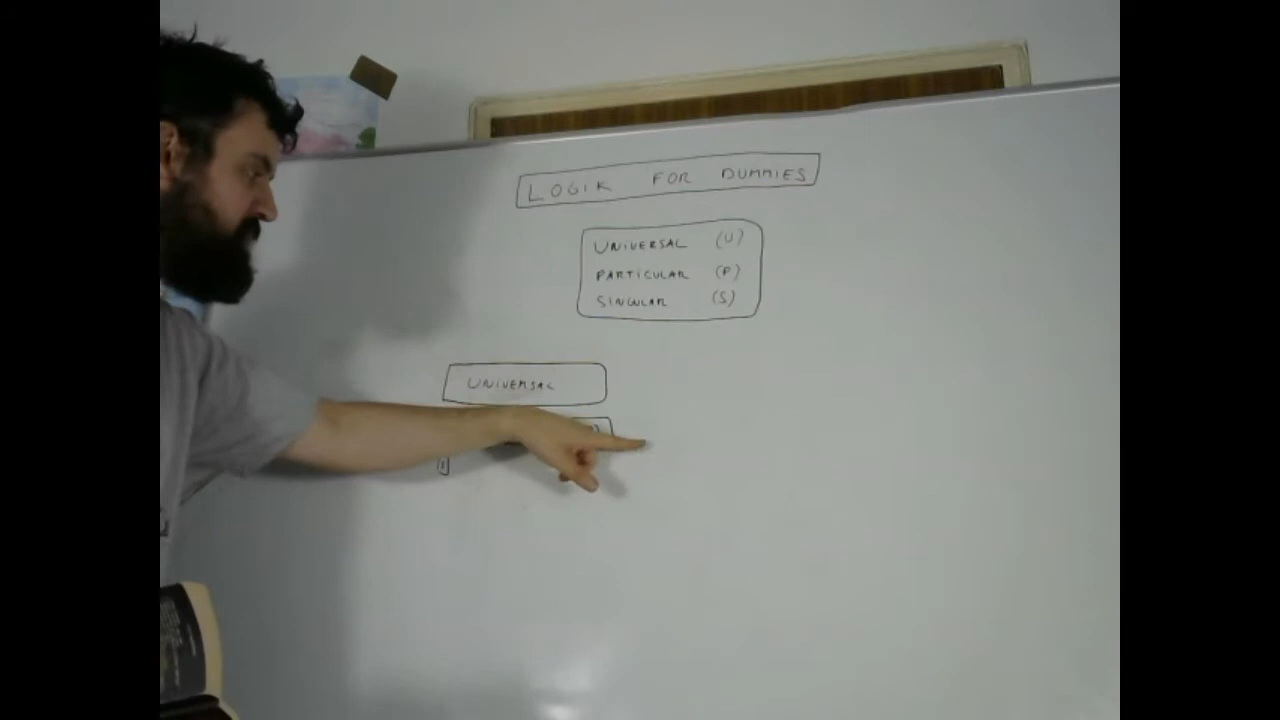 LOGIK FOR DUMMIES
UNIVERSAL (U)
PARTICULAR (P)
SINGULAR (S)
UNIVERSAL